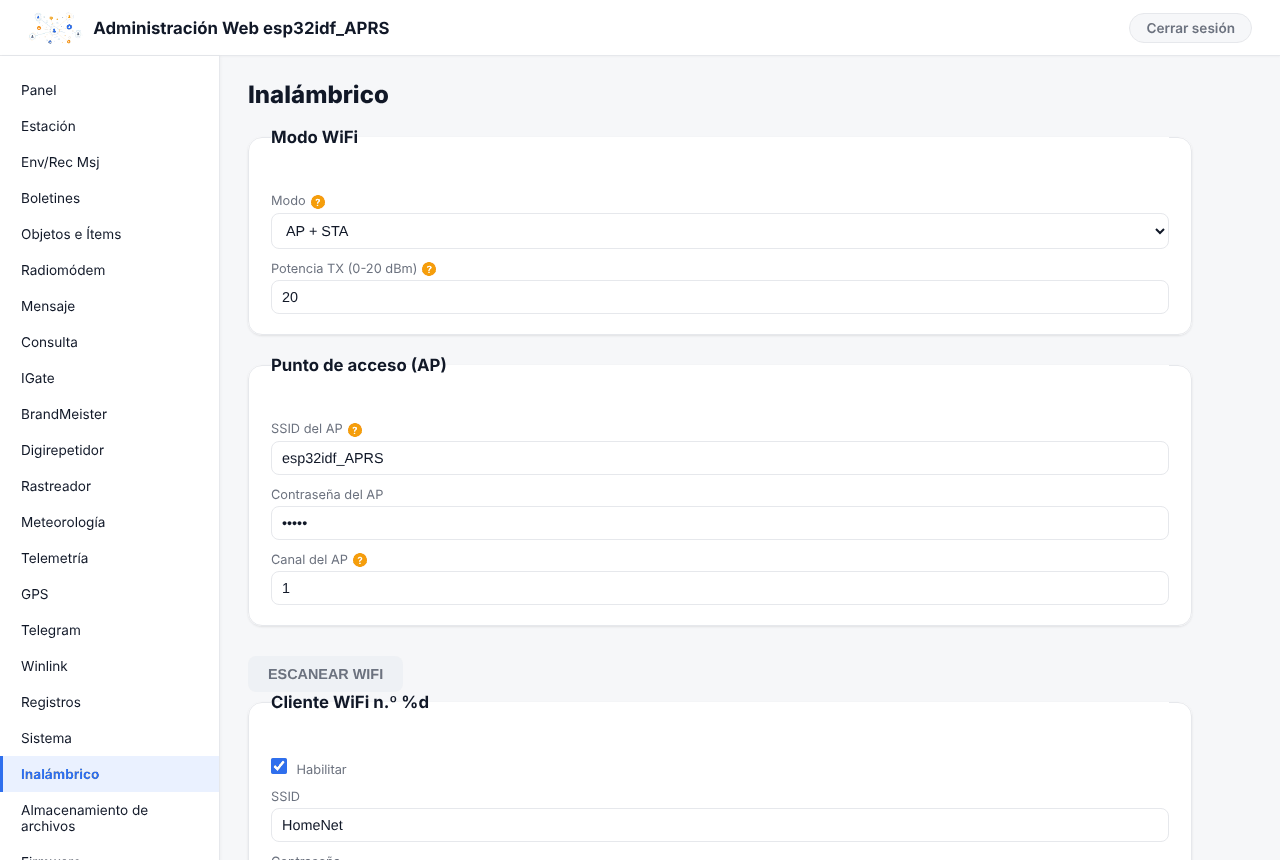 Administración Web esp32idf_APRS
Cerrar sesión
Panel
Estación
Env/Rec Msj
Boletines
Objetos e Ítems
Radiomódem
Mensaje
Consulta
IGate
BrandMeister
Digirepetidor
Rastreador
Meteorología
Telemetría
GPS
Telegram
Winlink
Registros
Sistema
Inalámbrico
Almacenamiento de
archivos
Inalámbrico
Modo WiFi
Modo ?
AP + STA
Potencia TX (0-20 dBm) ?
20
Punto de acceso (AP)
SSID del AP ?
esp32idf_APRS
Contraseña del AP
•••••
Canal del AP ?
1
ESCANEAR WIFI
Cliente WiFi n.º %d
Habilitar
SSID
HomeNet